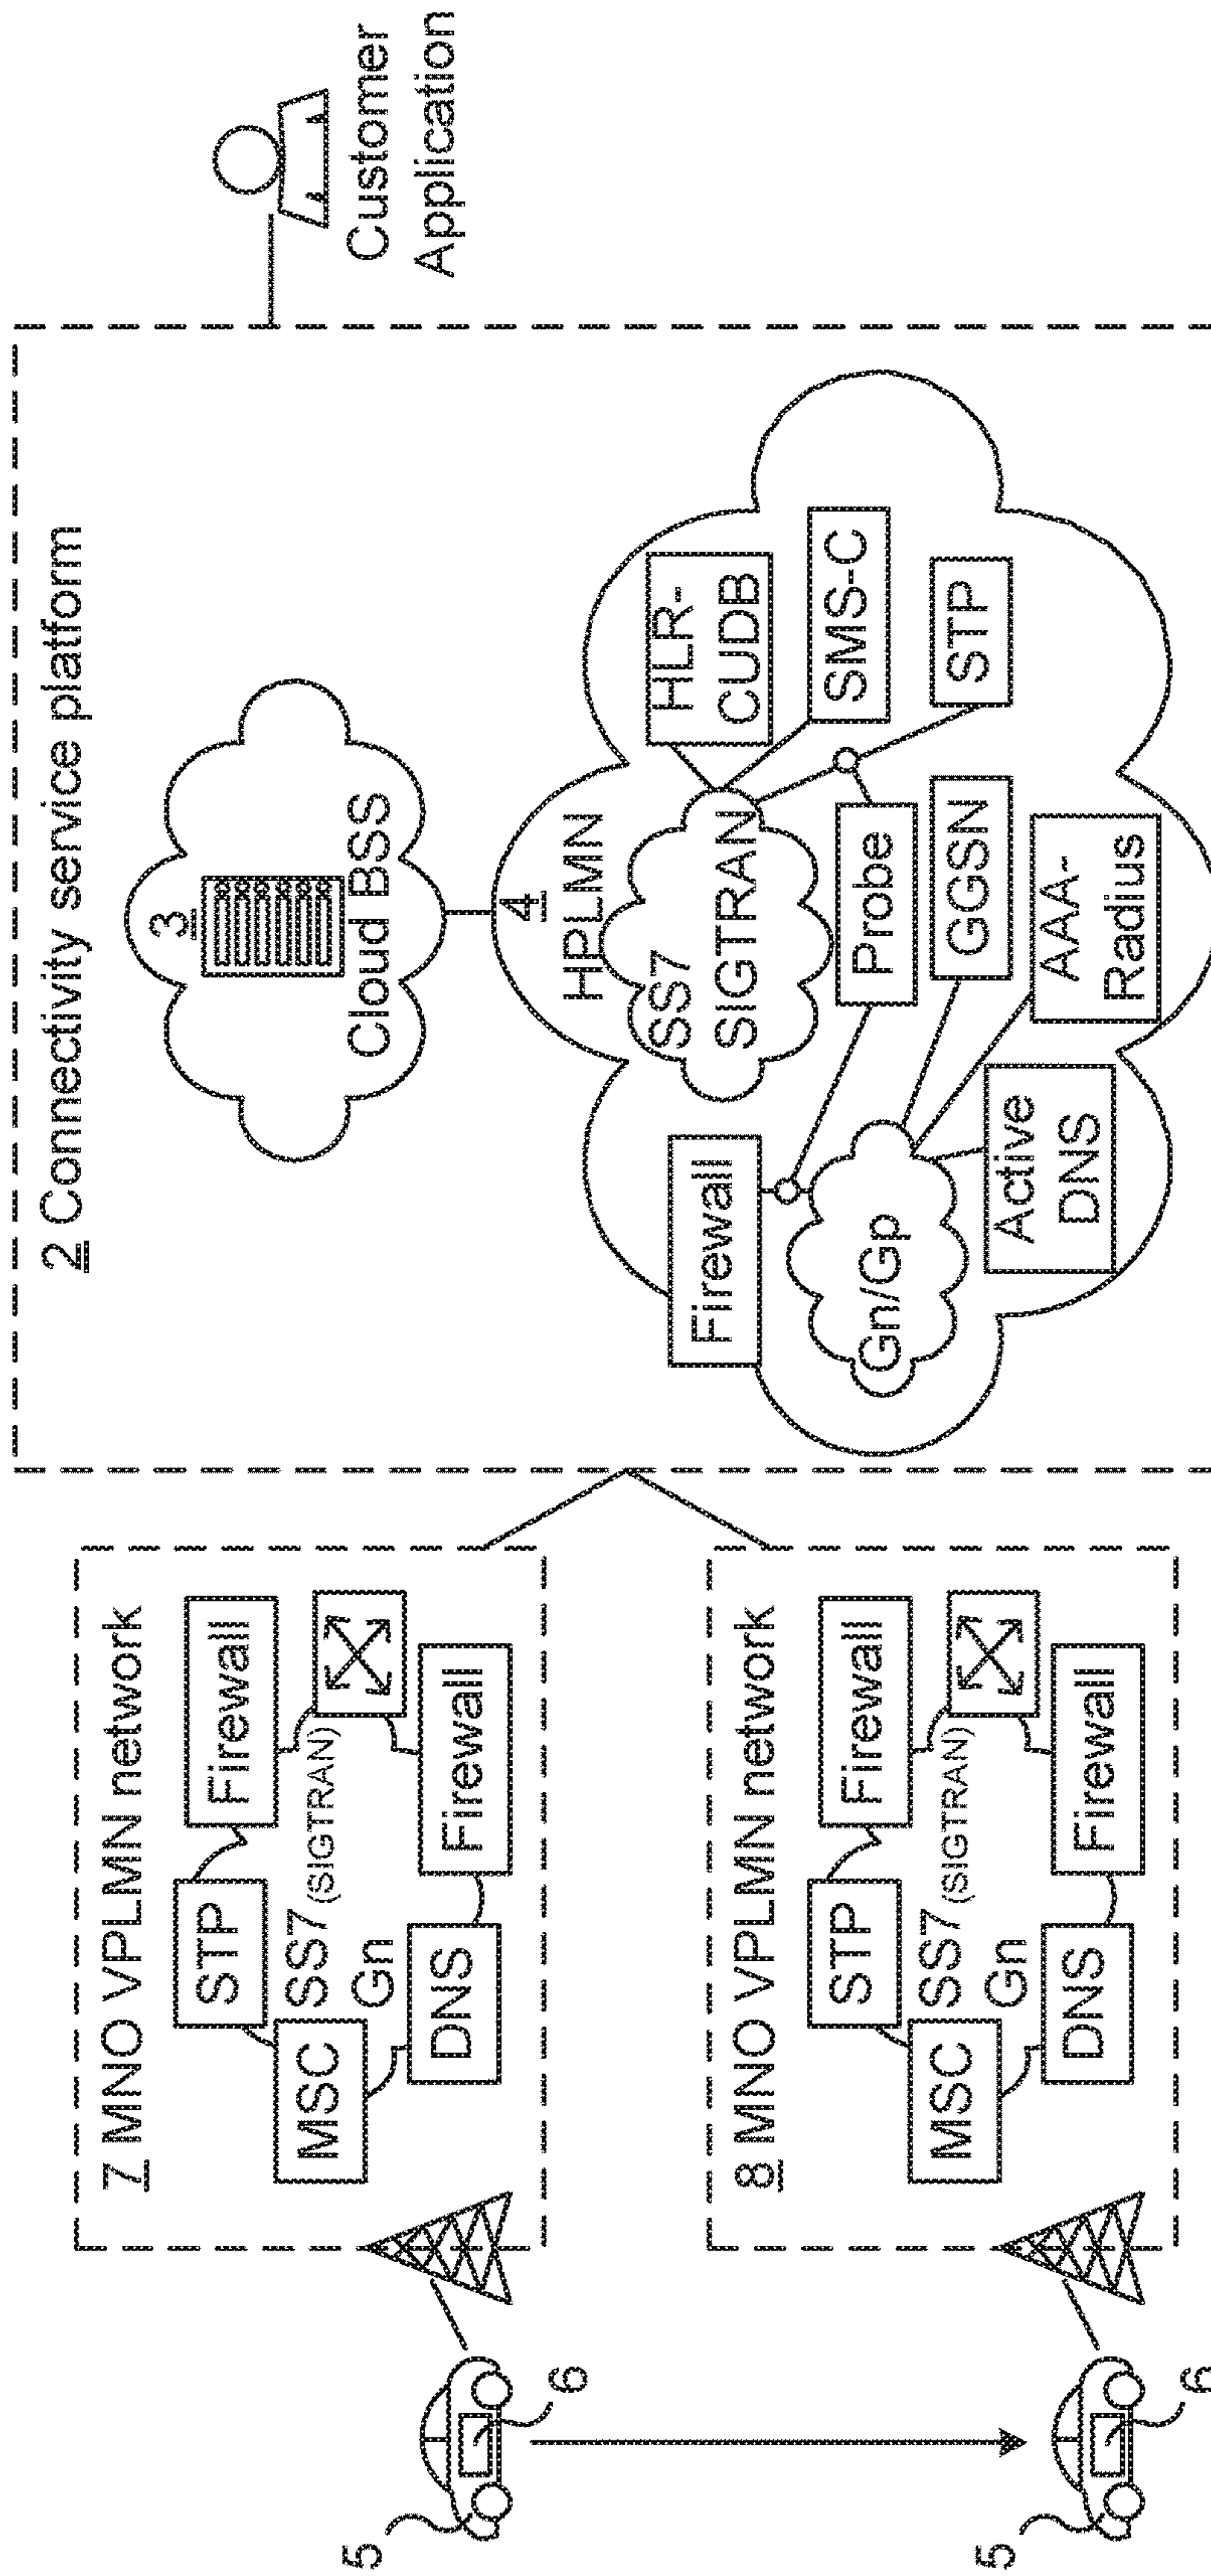 2 Connectivity service platform
3
Cloud BSS
4
HPLMN
SS7
SIGTRAN
HLR-
CUDB
SMS-C
STP
Probe
GGSN
AAA-
Radius
Active
DNS
Gn/Gp
Firewall
Customer
Application
7 MNO VPLMN network
STP
Firewall
MSC
SS7(SIGTRAN)
Gn
DNS
Firewall
5
6
8 MNO VPLMN network
STP
Firewall
MSC
SS7(SIGTRAN)
Gn
DNS
Firewall
5
6